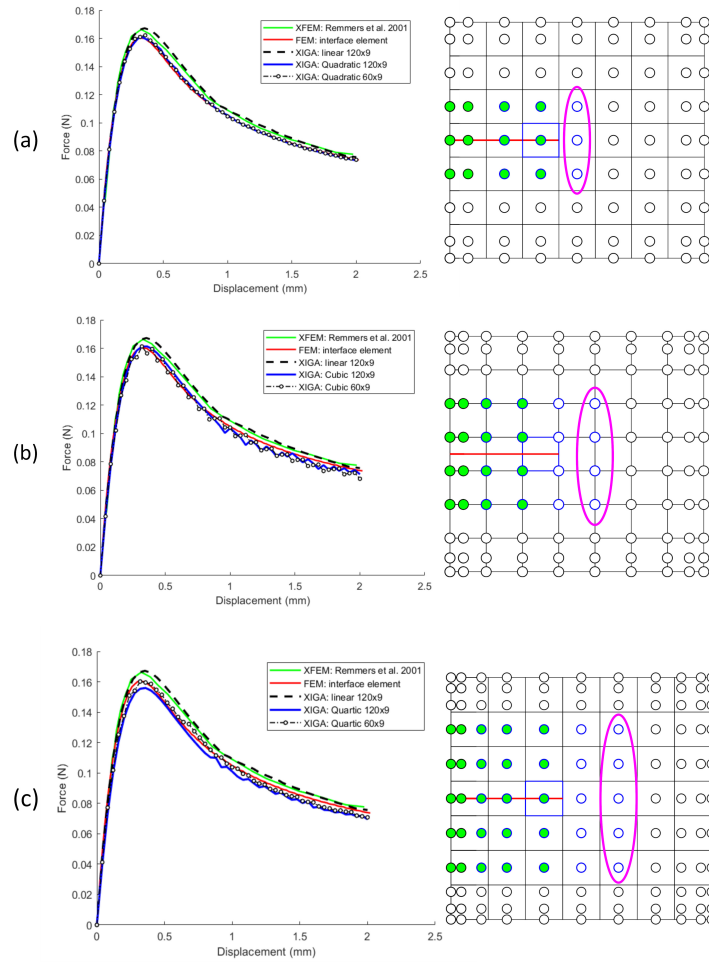 (a)
0.18
0.16
0.14
0.12
0.1
0.08
0.06
0.04
0.02
0
Force (N)
XFEM: Remmers et al. 2001
FEM: interface element
XIGA: linear 120x9
XIGA: Quadratic 120x9
XIGA: Quadratic 60x9
0 0.5 1 1.5 2 2.5
Displacement (mm)
(b)
0.18
0.16
0.14
0.12
0.1
0.08
0.06
0.04
0.02
0
Force (N)
XFEM: Remmers et al. 2001
FEM: interface element
XIGA: linear 120x9
XIGA: Cubic 120x9
XIGA: Cubic 60x9
0 0.5 1 1.5 2 2.5
Displacement (mm)
(c)
0.18
0.16
0.14
0.12
0.1
0.08
0.06
0.04
0.02
0
Force (N)
XFEM: Remmers et al. 2001
FEM: interface element
XIGA: linear 120x9
XIGA: Quartic 120x9
XIGA: Quartic 60x9
0 0.5 1 1.5 2 2.5
Displacement (mm)